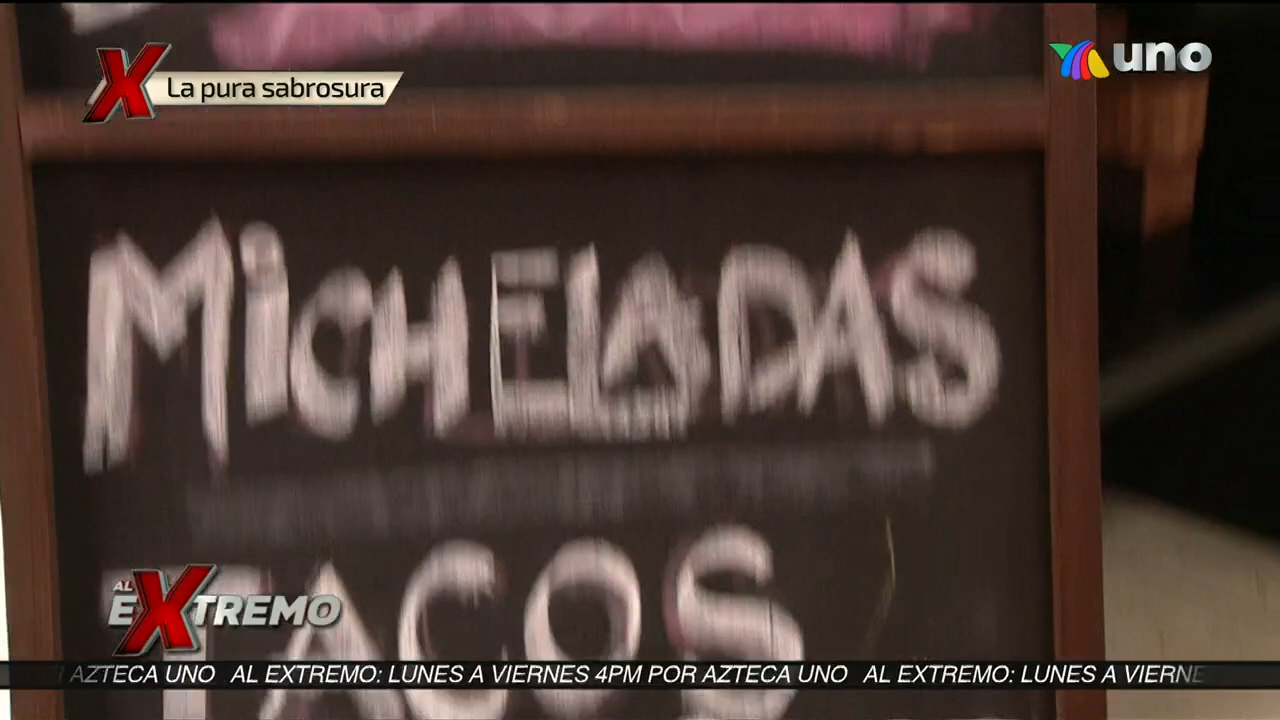 La pura sabrosura
uno
MiCHELADAS
TACOS
AL
EXTREMO
AZTECA UNO AL EXTREMO: LUNES A VIERNES 4PM POR AZTECA UNO AL EXTREMO: LUNES A VIERNE